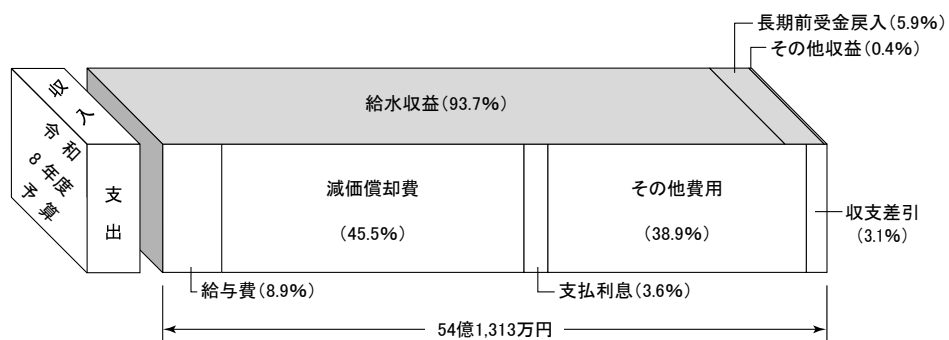 長期前受金戻入(5.9%)
その他収益(0.4%)
収入
給水収益(93.7%)
令和
8年度
予算
支出
減価償却費
(45.5%)
その他費用
(38.9%)
収支差引
(3.1%)
給与費(8.9%)
支払利息(3.6%)
54億1,313万円